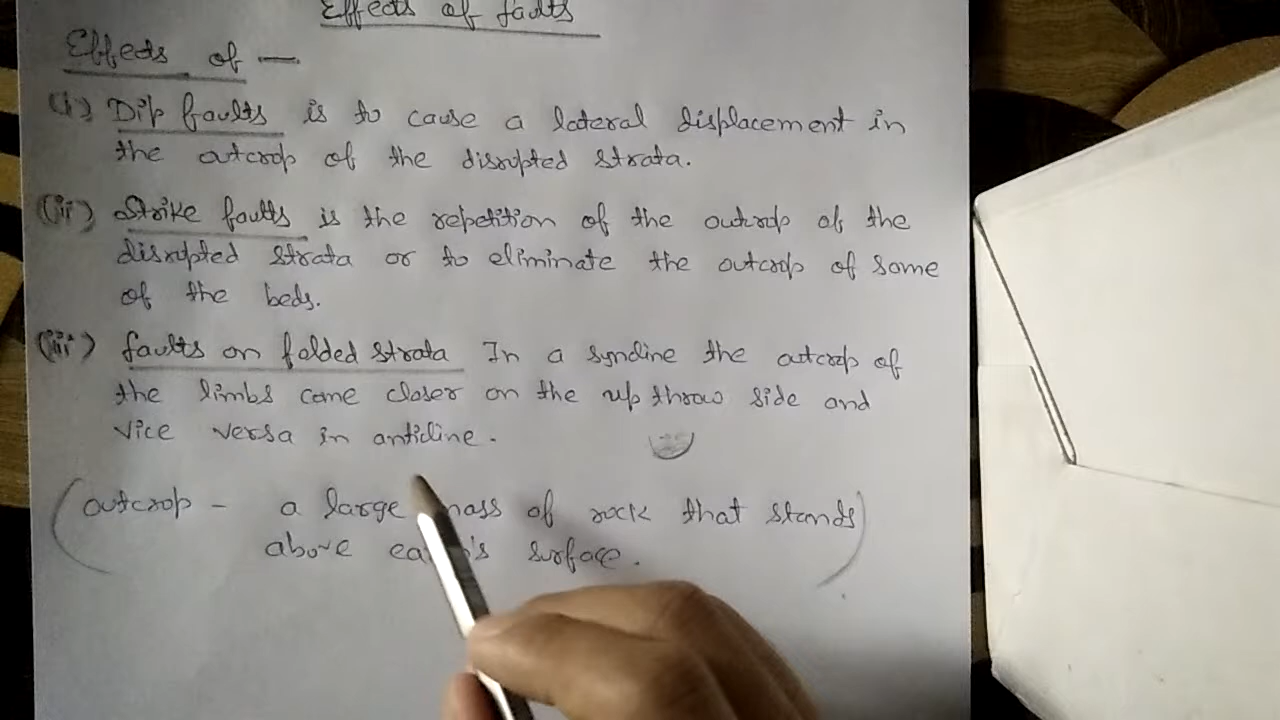 Effects of faults
Effects of —
(i) Dip faults is to cause a lateral displacement in
the outcrop of the disrupted strata.
(ii) Strike faults is the repetition of the outcrop of the
disrupted strata or to eliminate the outcrop of some
of the beds.
(iii) faults on folded strata In a syncline the outcrop of
the limbs come closer on the up throw side and
vice versa in anticline.
(outcrop - a large mass of rock that stands
above earth's surface.)